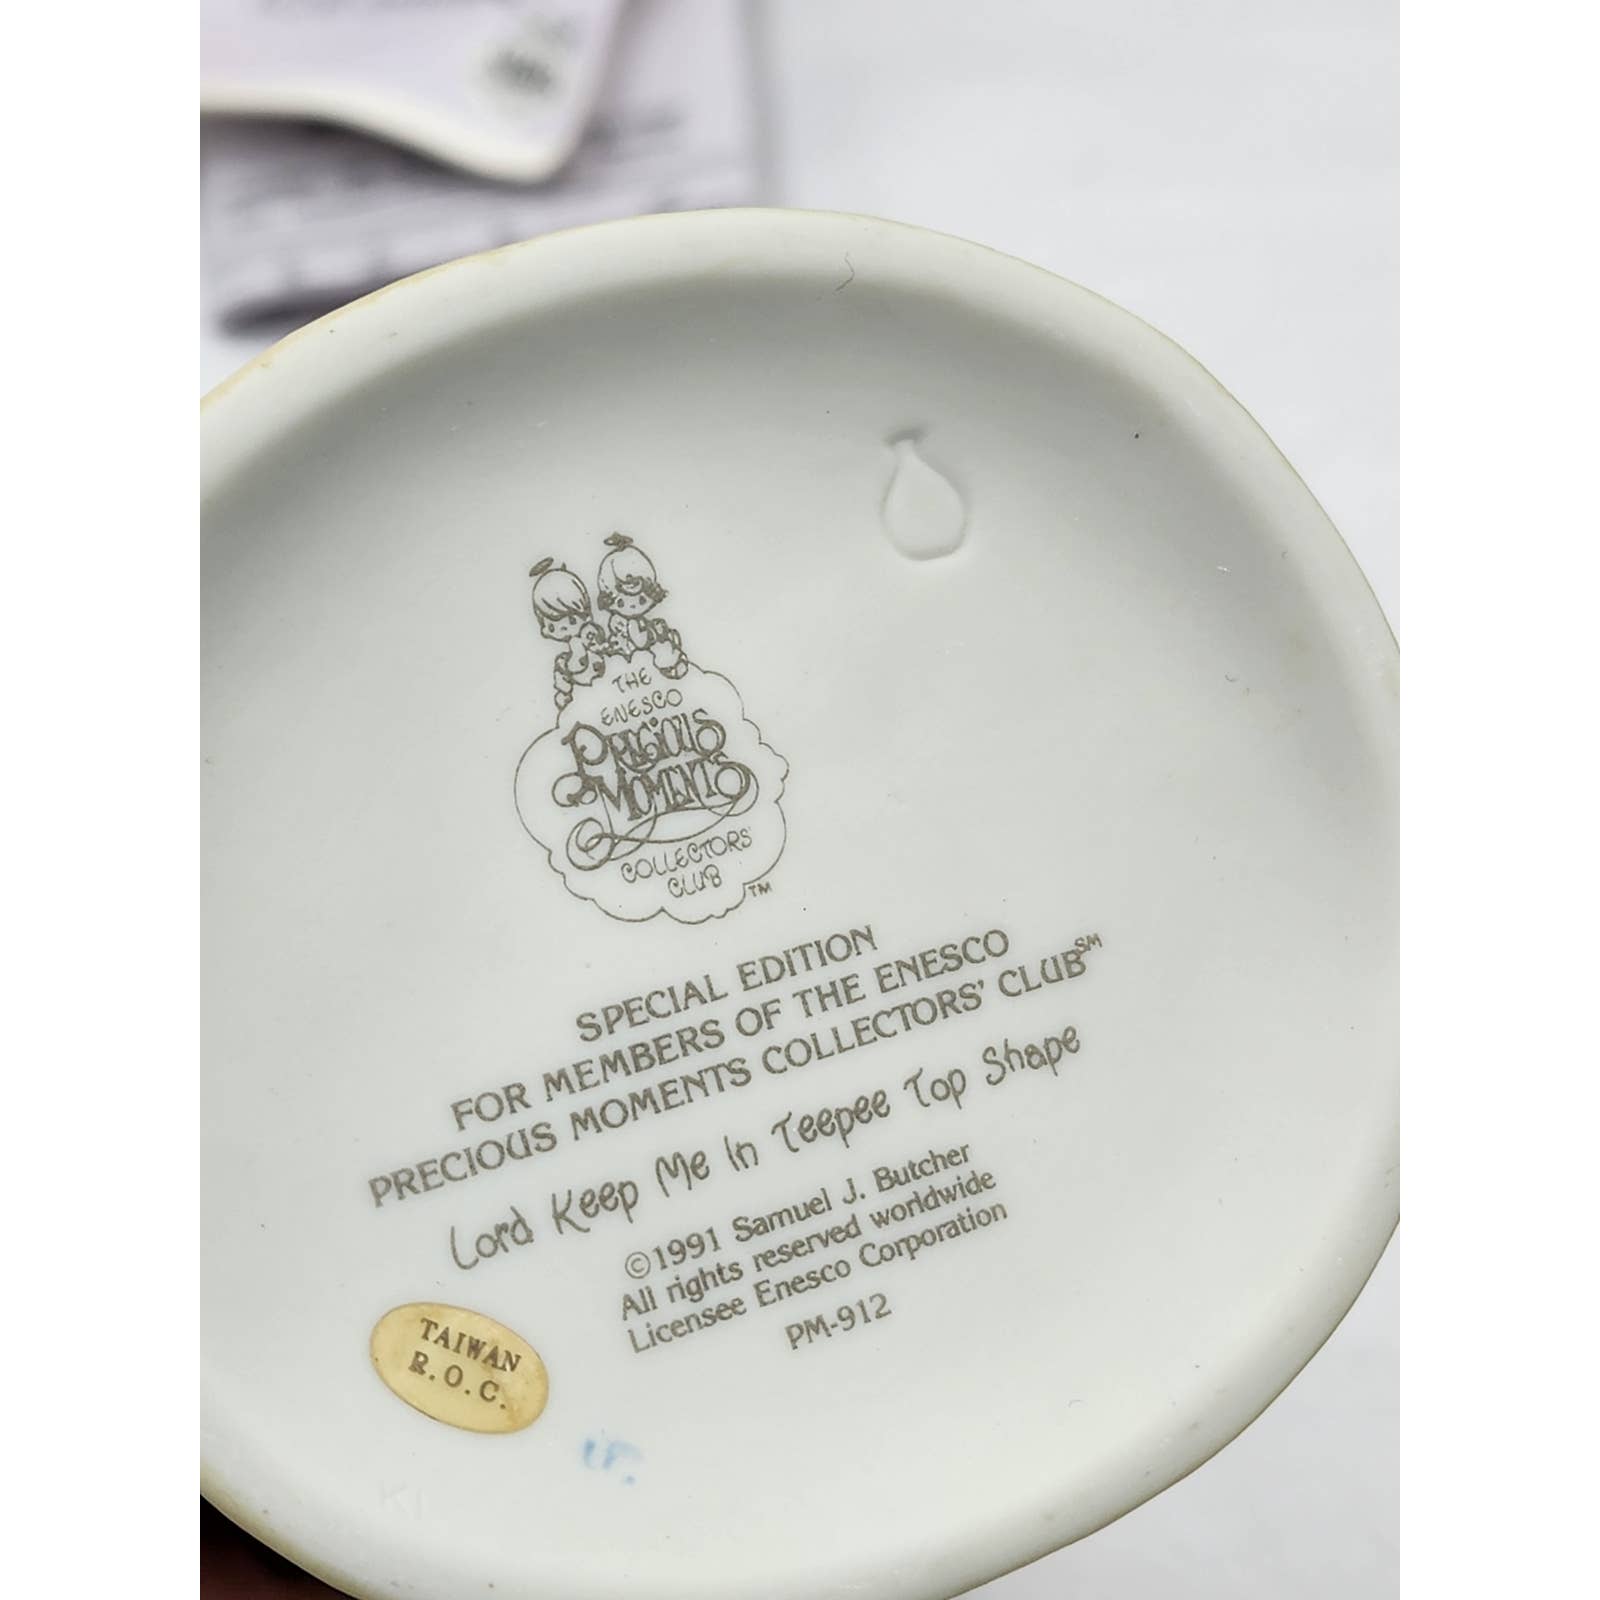 THE
ENESCO
PRECIOUS
MOMENTS
COLLECTORS'
CLUB TM
SPECIAL EDITION
FOR MEMBERS OF THE ENESCO
PRECIOUS MOMENTS COLLECTORS' CLUB SM
Lord Keep Me In Teepee Top Shape
©1991 Samuel J. Butcher
All rights reserved worldwide
Licensee Enesco Corporation
PM-912
TAIWAN
R.O.C.